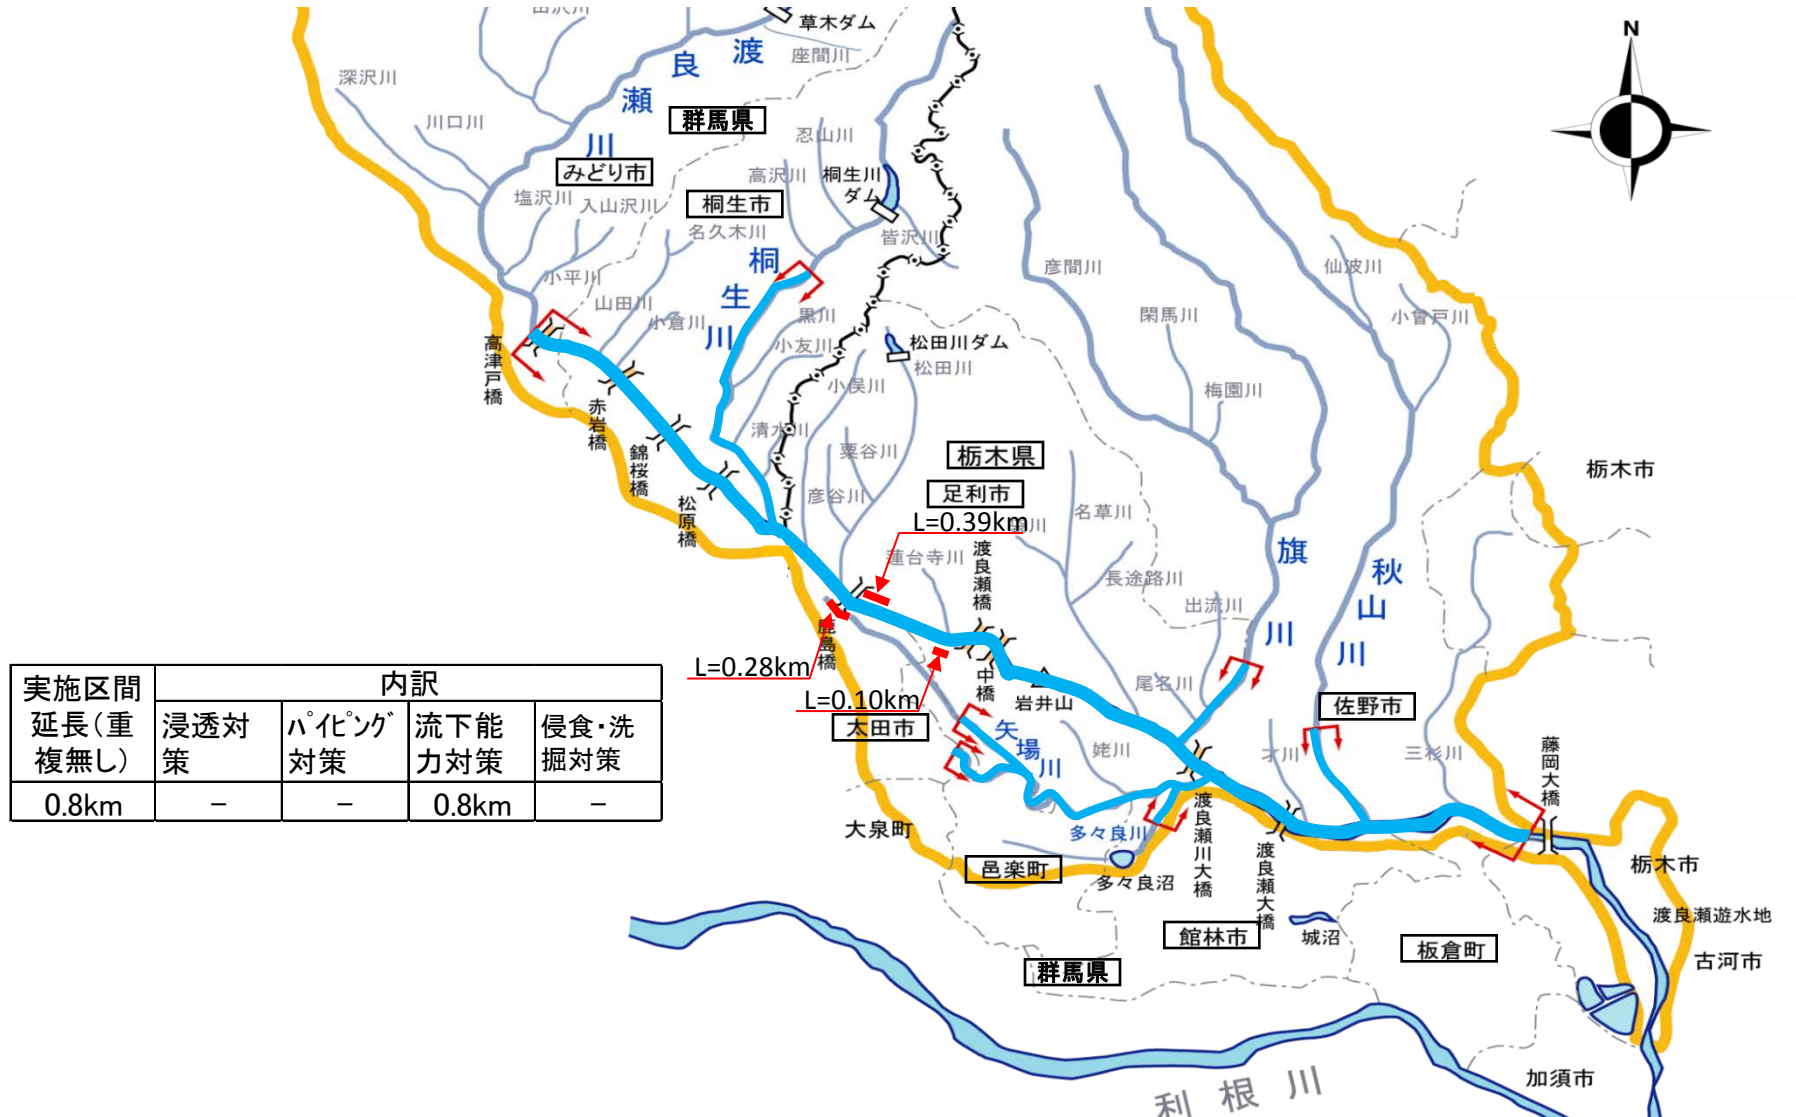 田沢川
草木ダム
座間川
渡良瀬川
深沢川
川口川
群馬県
忍山川
みどり市
高沢川
桐生川
ダム
塩沢川
入山沢川
桐生市
名久木川
皆沢川
桐生川
小平川
山田川
小倉川
黒川
小友川
小俣川
松田川ダム
松田川
彦間川
閑馬川
仙波川
小曽戸川
梅園川
高津戸橋
赤岩橋
錦桜橋
松原橋
清水川
粟谷川
彦谷川
栃木県
足利市
L=0.39km
川
名草川
蓮台寺川
渡良瀬橋
長途路川
出流川
旗川
秋山川
栃木市
鹿島橋
L=0.28km
L=0.10km
中橋
岩井山
尾名川
太田市
矢場川
姥川
才川
佐野市
三杉川
藤岡大橋
大泉町
多々良川
渡良瀬川大橋
渡良瀬大橋
邑楽町
多々良沼
栃木市
渡良瀬遊水地
古河市
館林市
城沼
板倉町
群馬県
加須市
利根川
N
実施区間
延長(重
複無し)
内訳
浸透対
策
パイピング
対策
流下能
力対策
侵食・洗
掘対策
0.8km
－
－
0.8km
－